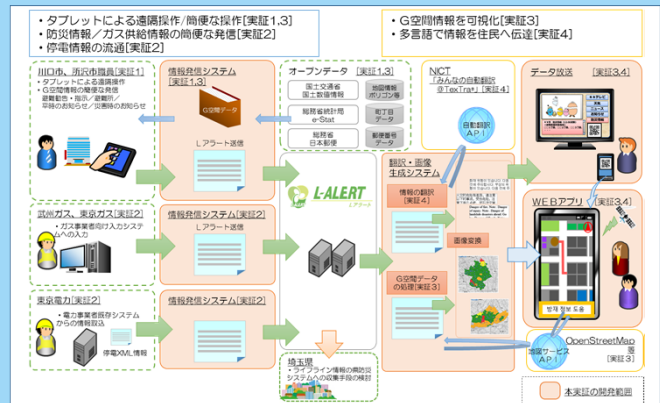 ・タブレットによる遠隔操作/簡便な操作[実証1,3]
・防災情報／ガス供給情報の簡便な発信[実証2]
・停電情報の流通[実証2]
・G空間情報を可視化[実証3]
・多言語で情報を住民へ伝達[実証4]
川口市、所沢市職員[実証1]
・タブレットによる遠隔操作
・G空間情報の簡便な発信
避難勧告・指示／避難所／
平時のお知らせ／災害時のお知らせ
情報発信システム
[実証1,3]
G空間データ
Lアラート送信
オープンデータ [実証1,3]
国土交通省
国土数値情報
地図情報
ポリゴン等
総務省統計局
e-Stat
町丁目
データ
総務省
日本郵便
郵便番号
データ
NICT
「みんなの自動翻訳
@TexTra」[実証4]
自動翻訳
API
データ放送 [実証3,4]
L-ALERT
Lアラート
翻訳・画像
生成システム
情報の翻訳
[実証4]
画像変換
G空間データ
の処理[実証3]
WEBアプリ [実証3,4]
武州ガス、東京ガス[実証2]
・ガス事業者向け入力システ
ムへの入力
情報発信システム[実証2]
Lアラート送信
東京電力[実証2]
・電力事業者既存システム
からの情報取込
停電XML情報
情報発信システム[実証2]
埼玉県
・ライフライン情報の県防災
システムへの収集手段の検討
地図サービス
API
OpenStreetMap
等
[実証3]
本実証の開発範囲